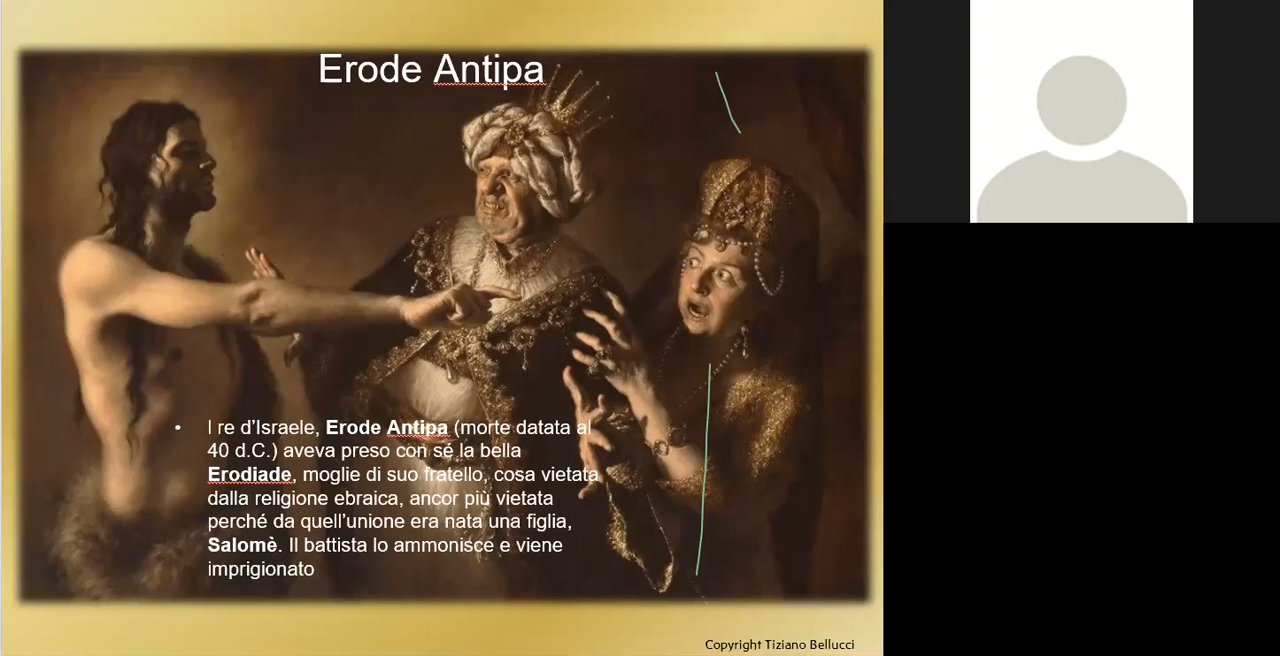 Erode Antipa
• I re d'Israele, Erode Antipa (morte datata al
40 d.C.) aveva preso con sé la bella
Erodiade, moglie di suo fratello, cosa vietata
dalla religione ebraica, ancor più vietata
perché da quell'unione era nata una figlia,
Salomè. Il battista lo ammonisce e viene
imprigionato
Copyright Tiziano Bellucci